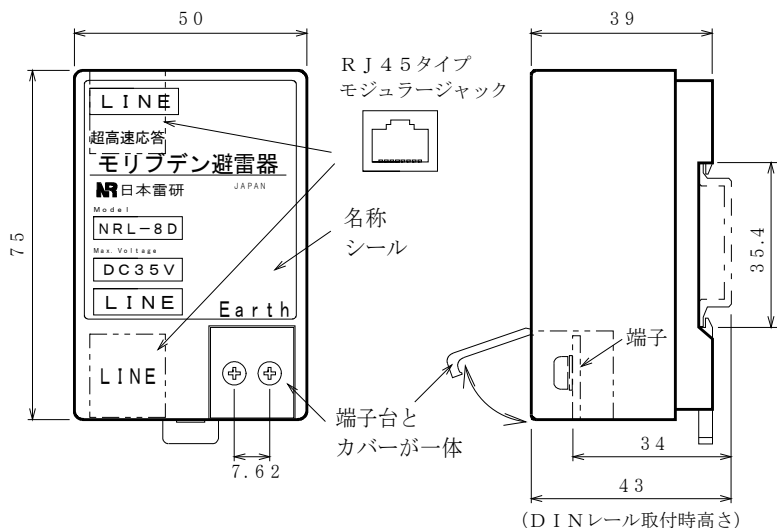 50
39
75
RJ45タイプ
モジュラージャック
LINE
超高速応答
モリブデン避雷器
NR日本雷研
JAPAN
Model
NRL-8D
Max. Voltage
DC35V
LINE
Earth
LINE
名称
シール
端子台と
カバーが一体
7.62
35.4
端子
34
43
(DINレール取付時高さ)